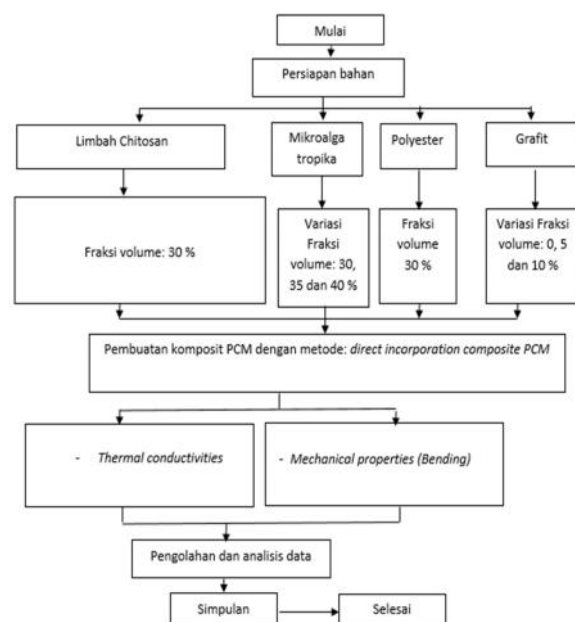 Mulai
Persiapan bahan
Limbah Chitosan
Mikroalga
tropika
Polyester
Grafit
Fraksi volume: 30 %
Variasi
Fraksi
volume: 30,
35 dan 40 %
Fraksi
volume
30 %
Variasi Fraksi
volume: 0, 5
dan 10 %
Pembuatan komposit PCM dengan metode: direct incorporation composite PCM
- Thermal conductivities
- Mechanical properties (Bending)
Pengolahan dan analisis data
Simpulan
Selesai